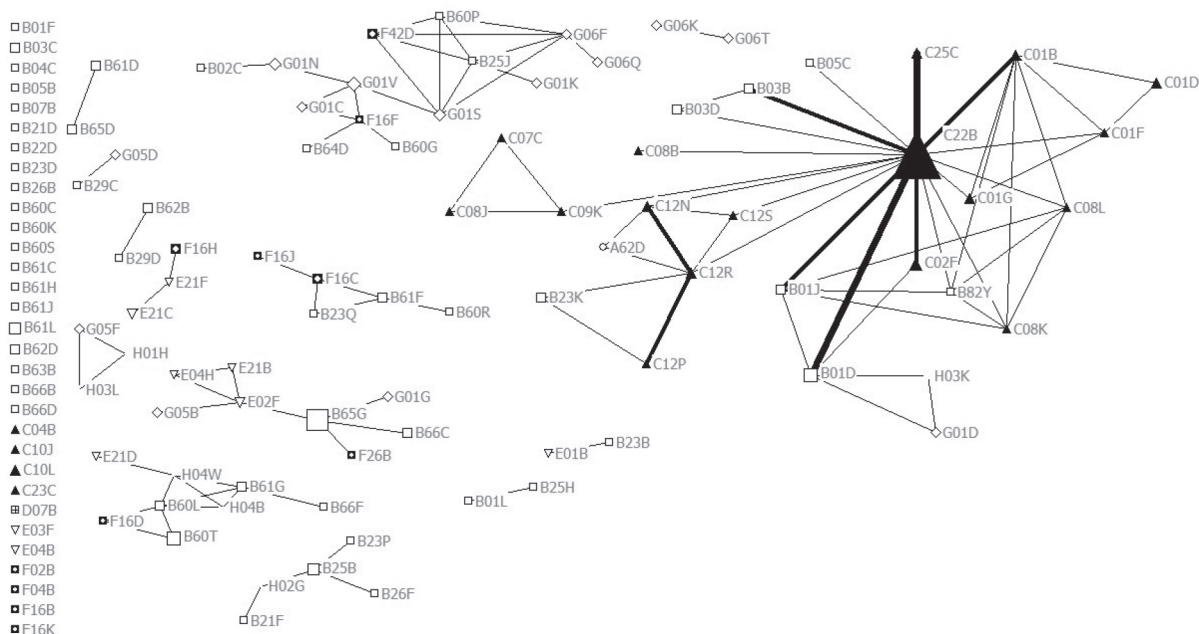 B01F
B03C
B04C
B05B
B07B
B21D
B22D
B23D
B26B
B60C
B60K
B60S
B61C
B61H
B61J
B61L
B62D
B63B
B66B
B66D
C04B
C10J
C10L
C23C
D07B
E03F
E04B
F02B
F04B
F16B
F16K
B61D
B65D
G05D
B29C
B62B
B29D
F16H
E21F
E21C
G05F
H01H
H03L
B02C
G01N
G01V
G01C
F16F
B64D
B60G
F42D
B60P
B25J
G06F
G06Q
G01K
G01S
G06K
G06T
F16J
F16C
B23Q
B61F
B60R
E04H
E21B
E02F
G05B
B65G
G01G
B66C
F26B
E21D
H04W
B61G
B60L
H04B
B66F
F16D
B60T
B23P
B25B
H02G
B26F
B21F
E01B
B23B
B01L
B25H
C07C
C08J
C09K
B05C
B03B
B03D
C08B
C25C
C01B
C01D
C22B
C01F
C01G
C08L
C12N
C12S
A62D
C12R
B23K
C12P
C02F
B01J
B82Y
C08K
B01D
H03K
G01D